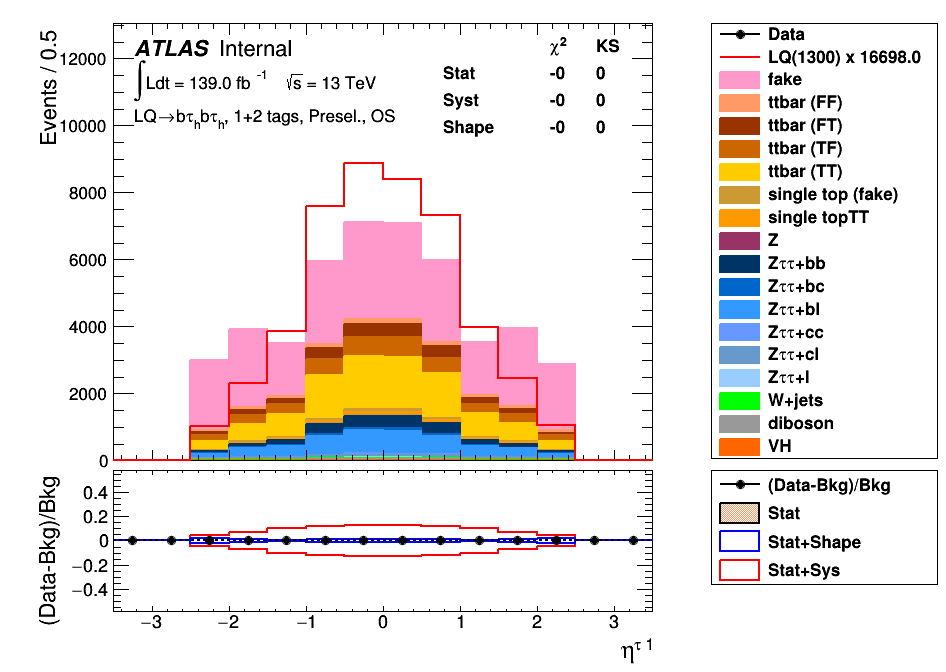 Events / 0.5
12000
10000
8000
6000
4000
2000
0
ATLAS Internal
∫Ldt = 139.0 fb⁻¹ √s = 13 TeV
LQ→bτₕbτₕ, 1+2 tags, Presel., OS
χ² KS
Stat -0 0
Syst -0 0
Shape -0 0
Data
LQ(1300) x 16698.0
fake
ttbar (FF)
ttbar (FT)
ttbar (TF)
ttbar (TT)
single top (fake)
single topTT
Z
Zττ+bb
Zττ+bc
Zττ+bl
Zττ+cc
Zττ+cl
Zττ+l
W+jets
diboson
VH
(Data-Bkg)/Bkg
0.4
0.2
0
−0.2
−0.4
−3 −2 −1 0 1 2 3
η^τ 1
(Data-Bkg)/Bkg
Stat
Stat+Shape
Stat+Sys